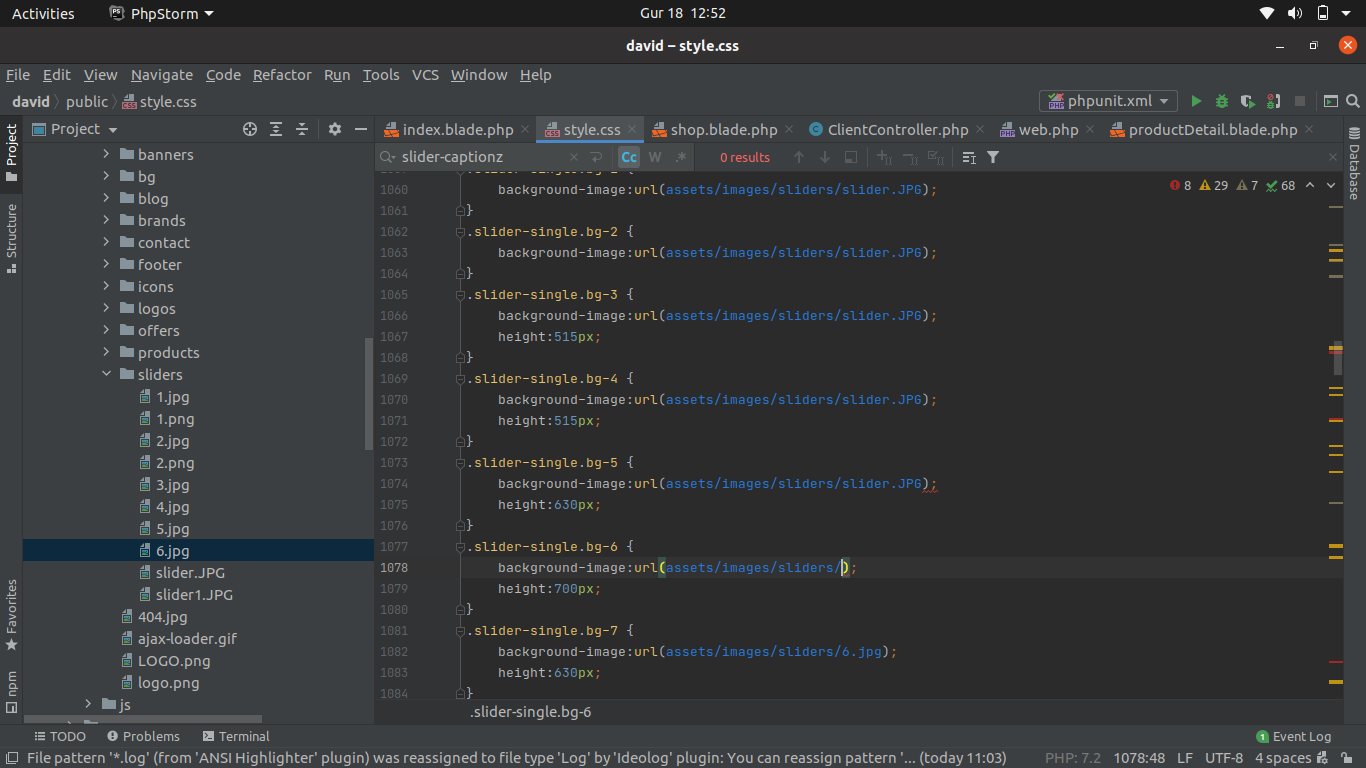 Activities PhpStorm Gur 18 12:52
david – style.css
File Edit View Navigate Code Refactor Run Tools VCS Window Help
david public style.css phpunit.xml
Project index.blade.php style.css shop.blade.php ClientController.php web.php productDetail.blade.php
slider-captionz Cc W .* 0 results
8 29 7 68
Project
Structure
Favorites
npm
Database
banners
bg
blog
brands
contact
footer
icons
logos
offers
products
sliders
1.jpg
1.png
2.jpg
2.png
3.jpg
4.jpg
5.jpg
6.jpg
slider.JPG
slider1.JPG
404.jpg
ajax-loader.gif
LOGO.png
logo.png
js
1060 background-image:url(assets/images/sliders/slider.JPG);
1061 }
1062 .slider-single.bg-2 {
1063 background-image:url(assets/images/sliders/slider.JPG);
1064 }
1065 .slider-single.bg-3 {
1066 background-image:url(assets/images/sliders/slider.JPG);
1067 height:515px;
1068 }
1069 .slider-single.bg-4 {
1070 background-image:url(assets/images/sliders/slider.JPG);
1071 height:515px;
1072 }
1073 .slider-single.bg-5 {
1074 background-image:url(assets/images/sliders/slider.JPG);
1075 height:630px;
1076 }
1077 .slider-single.bg-6 {
1078 background-image:url(assets/images/sliders/);
1079 height:700px;
1080 }
1081 .slider-single.bg-7 {
1082 background-image:url(assets/images/sliders/6.jpg);
1083 height:630px;
1084 }
.slider-single.bg-6
TODO Problems Terminal 1 Event Log
File pattern '*.log' (from 'ANSI Highlighter' plugin) was reassigned to file type 'Log' by 'Ideolog' plugin: You can reassign pattern '... (today 11:03) PHP: 7.2 1078:48 LF UTF-8 4 spaces